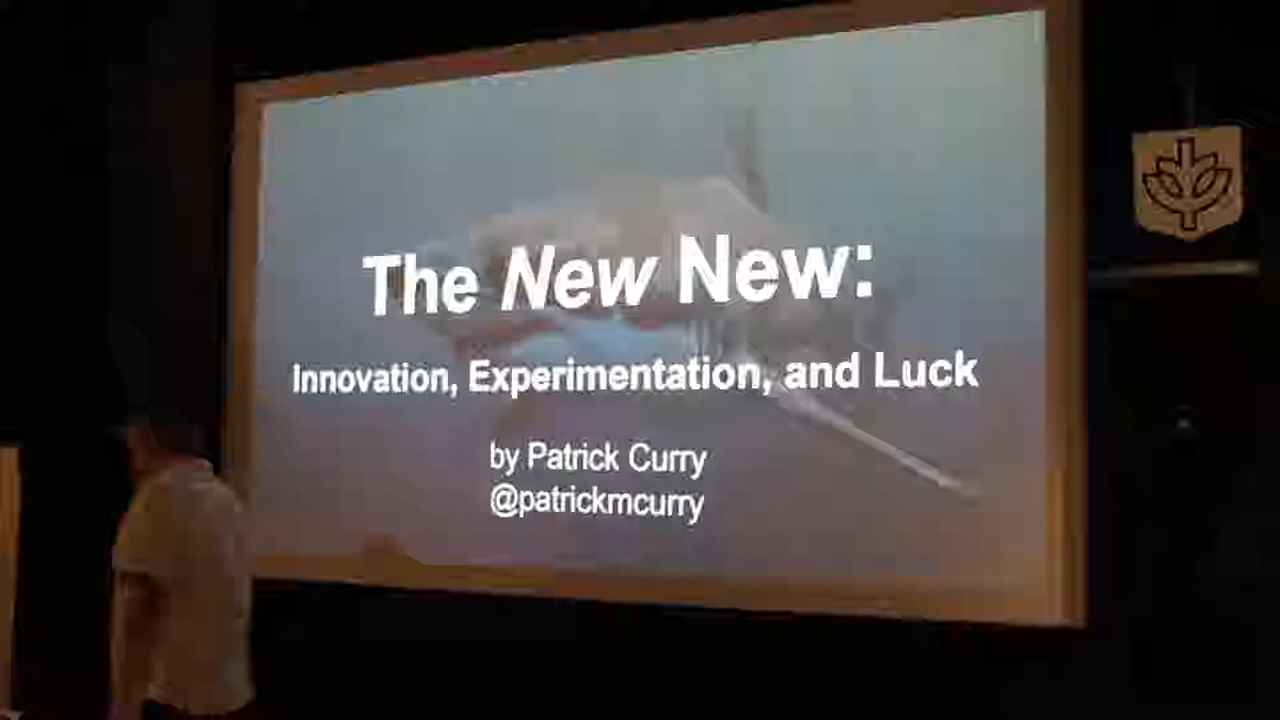 The New New:
Innovation, Experimentation, and Luck
by Patrick Curry
@patrickmcurry